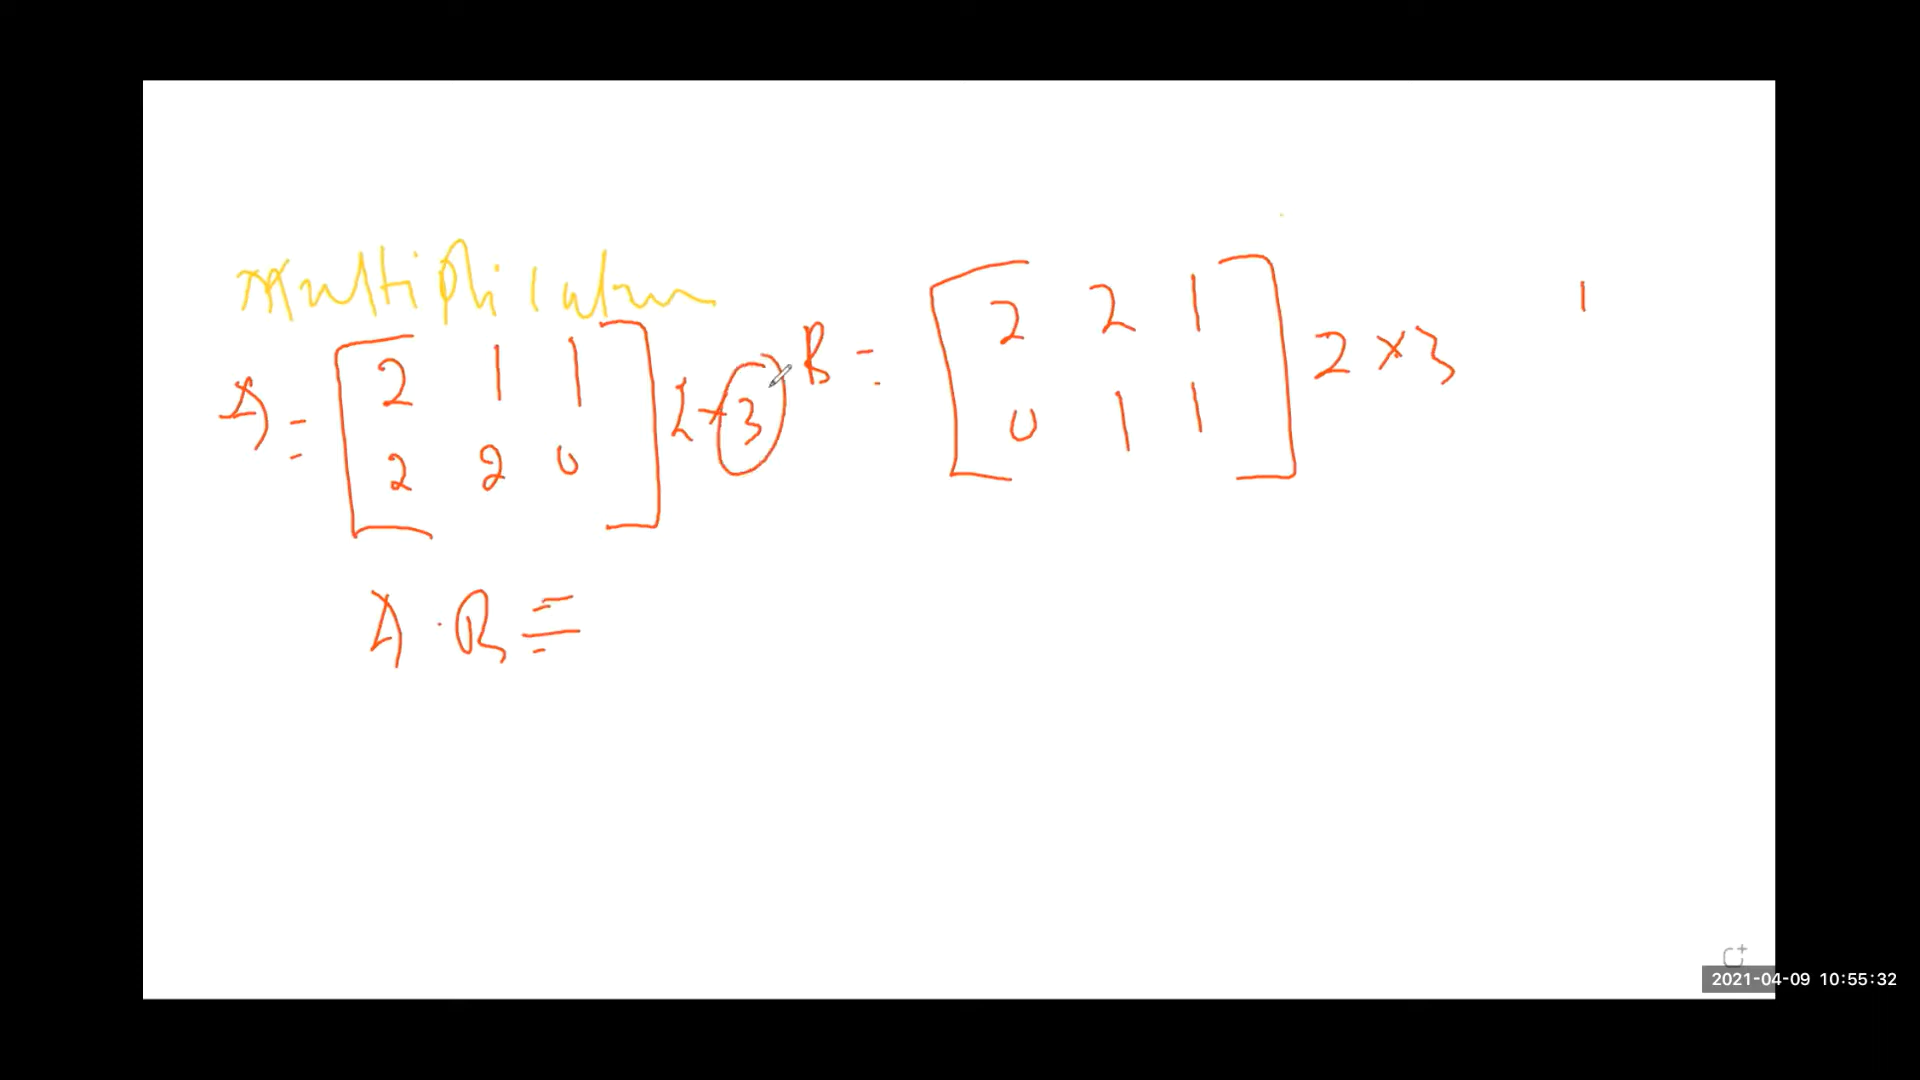 Multiplication
A = [ 2 1 1 ] 2 × 3 B = [ 2 2 1 ] 2 × 3
2 2 0 0 1 1
A · B =
2021-04-09 10:55:32